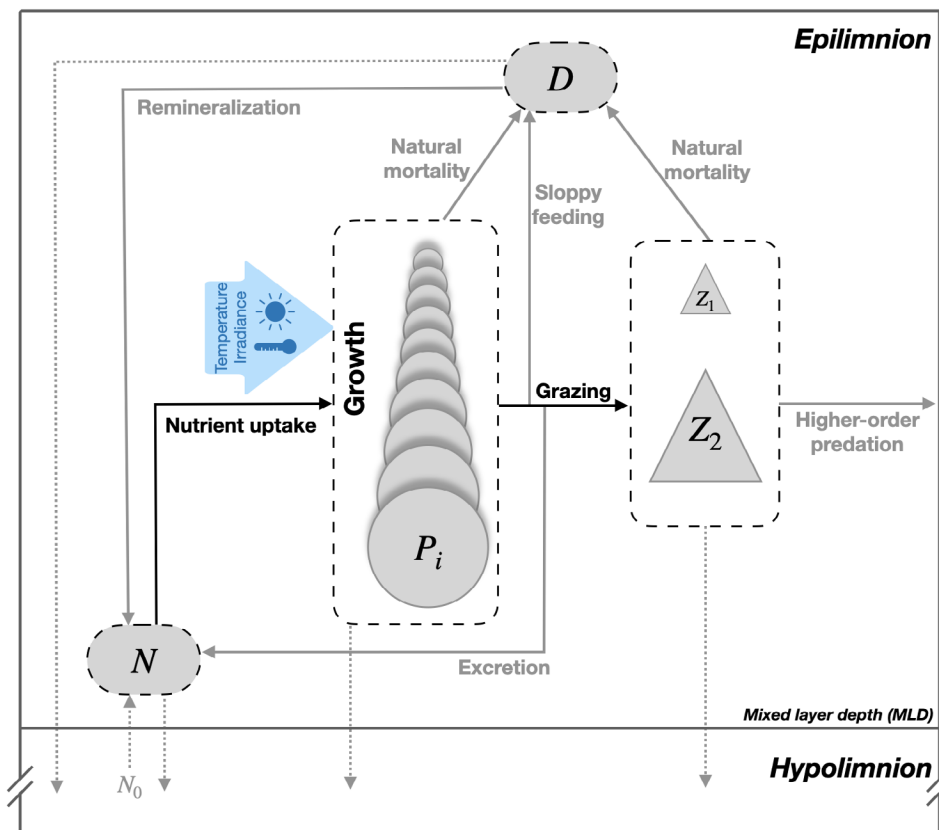 Epilimnion
D
Remineralization
Natural
mortality
Natural
mortality
Sloppy
feeding
Temperature
Irradiance
Growth
Z1
Grazing
Nutrient uptake
Z2
Higher-order
predation
Pi
N
Excretion
Mixed layer depth (MLD)
N0
Hypolimnion